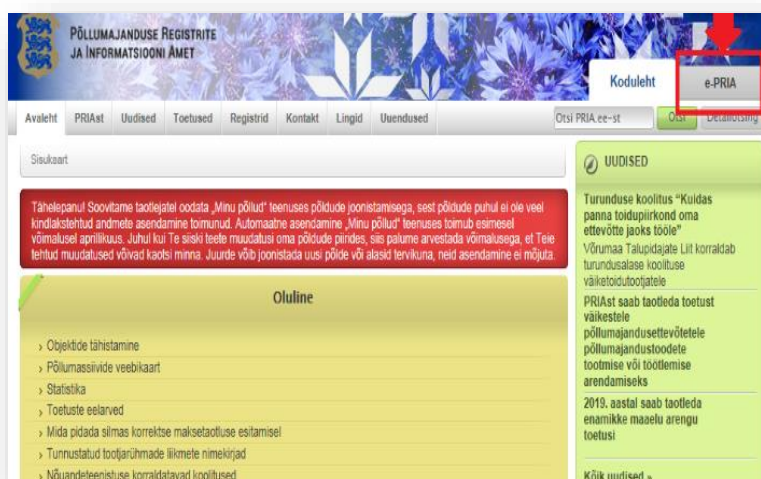 PÕLLUMAJANDUSE REGISTRITE
JA INFORMATSIOONI AMET
Koduleht
e-PRIA
Avaleht
PRIAst
Uudised
Toetused
Registrid
Kontakt
Lingid
Uuendused
Otsi PRIA.ee-st
Otsi
Detailotsing
Sisukaart
Tähelepanu! Soovitame taotlejatel oodata „Minu põllud" teenuses põldude joonistamisega, sest põldude puhul ei ole veel
kindlakstehtud andmete asendamine toimunud. Automaatne asendamine „Minu põllud" teenuses toimub esimesel
võimalusel aprillikuus. Juhul kui Te siiski teete muudatusi oma põldude piirides, siis palume arvestada võimalusega, et Teie
tehtud muudatused võivad kaotsi minna. Juurde võib joonistada uusi põlde või alasid tervikuna, neid asendamine ei mõjuta.
Oluline
› Objektide tähistamine
› Põllumassiivide veebikaart
› Statistika
› Toetuste eelarved
› Mida pidada silmas korrektse maksetaotluse esitamisel
› Tunnustatud tootjarühmade liikmete nimekirjad
› Nõuandeteenistuse korraldatavad koolitused
UUDISED
Turunduse koolitus “Kuidas
panna toidupiirkond oma
ettevõtte jaoks tööle”
Võrumaa Talupidajate Liit korraldab
turundusalase koolituse
väiketoidutootjatele
PRIAst saab taotleda toetust
väikestele
põllumajandusettevõtetele
põllumajandustoodete
tootmise või töötlemise
arendamiseks
2019. aastal saab taotleda
enamikke maaelu arengu
toetusi
Kõik uudised »